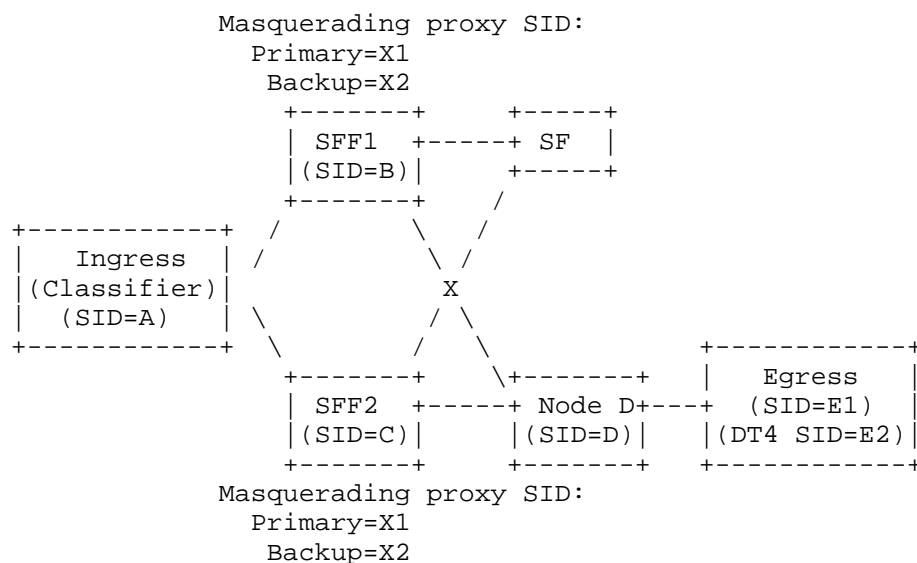 Masquerading proxy SID:
Primary=X1
Backup=X2
+-------+ +-----+
| SFF1 +-----+ SF |
|(SID=B)| +-----+
+-------+ /
+------------+ / \ /
| Ingress | / \ /
|(Classifier)| X
| (SID=A) | \ / \
+------------+ \ / \ +------------+
+-------+ \+-------+ | Egress |
| SFF2 +-----+ Node D+---+ (SID=E1) |
|(SID=C)| |(SID=D)| |(DT4 SID=E2)|
+-------+ +-------+ +------------+
Masquerading proxy SID:
Primary=X1
Backup=X2